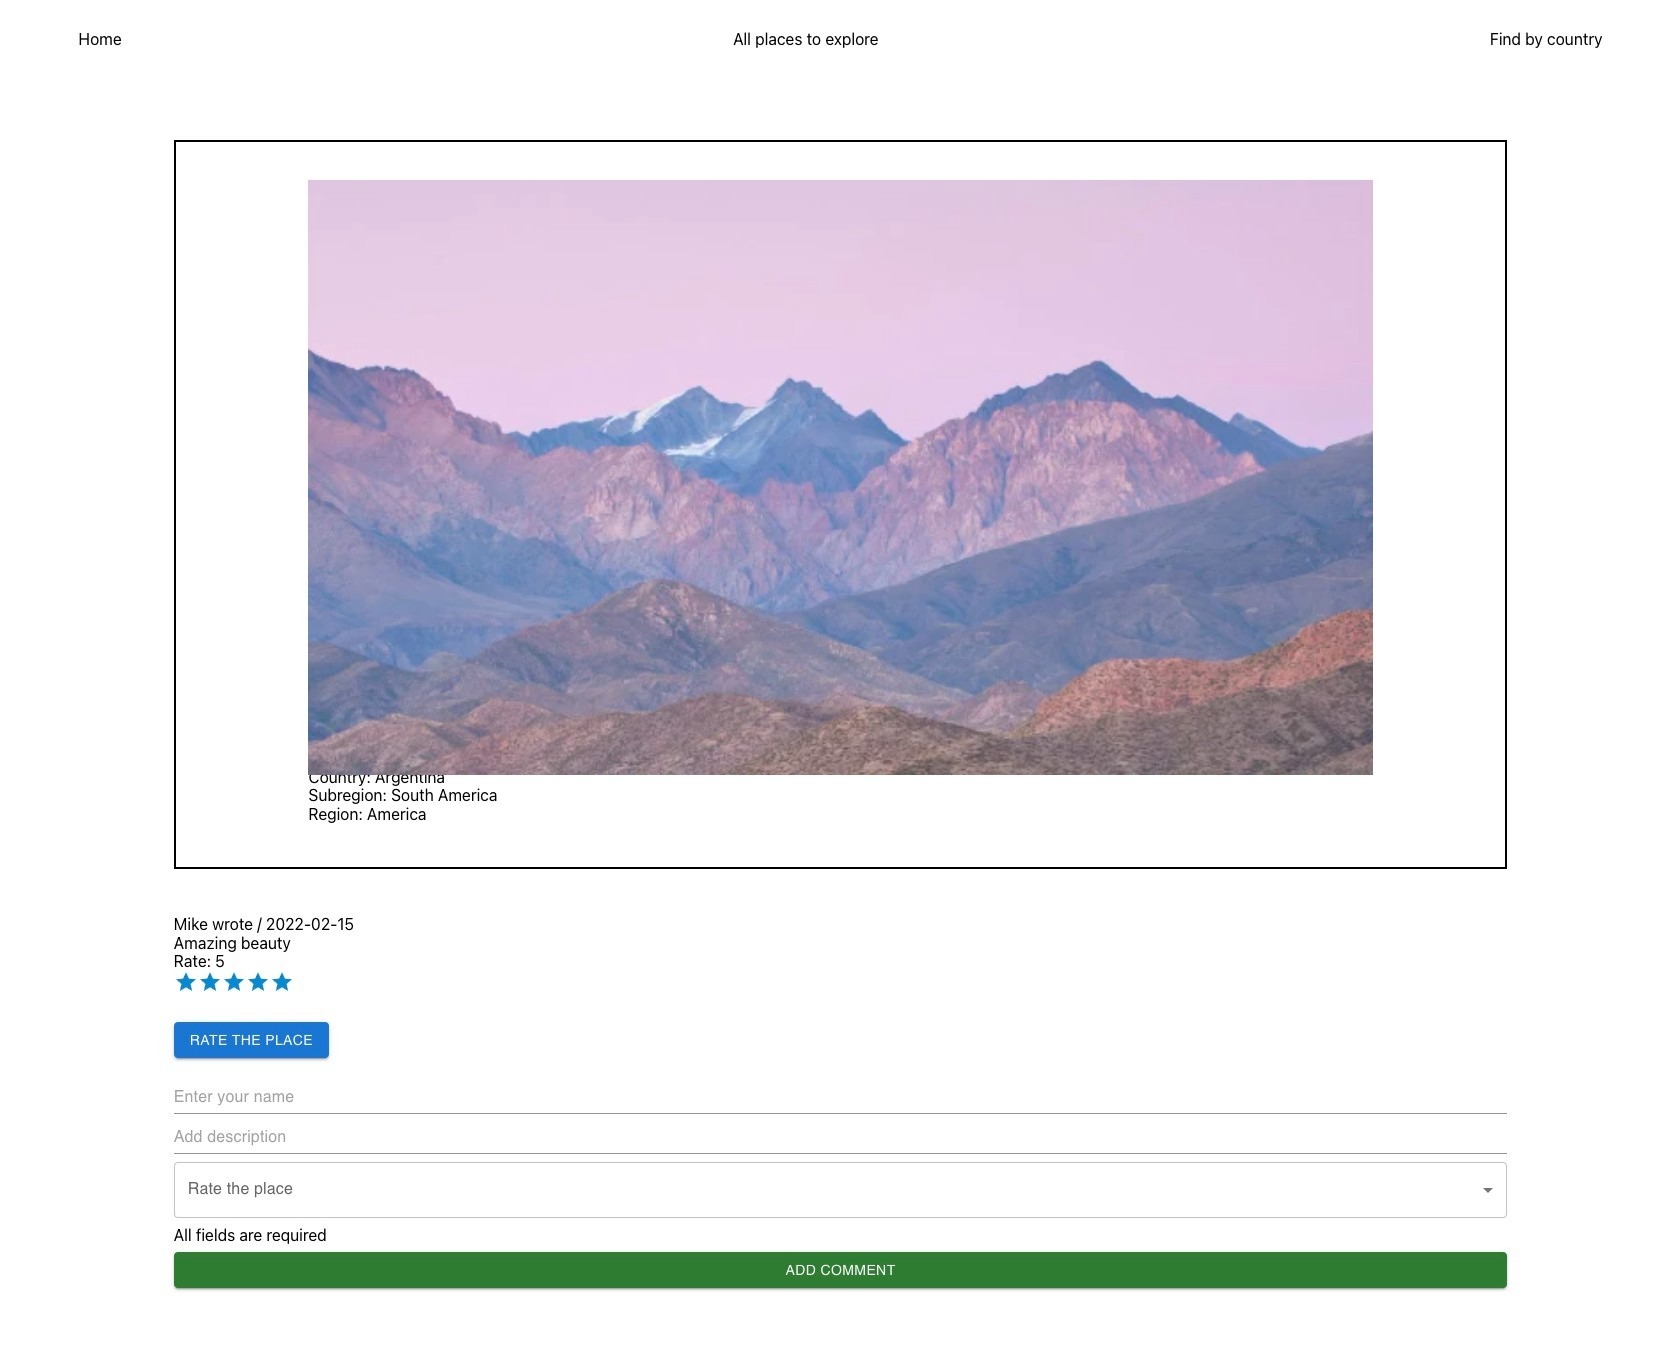 Home
All places to explore
Find by country
Country: Argentina
Subregion: South America
Region: America
Mike wrote / 2022-02-15
Amazing beauty
Rate: 5
RATE THE PLACE
Enter your name
Add description
Rate the place
All fields are required
ADD COMMENT